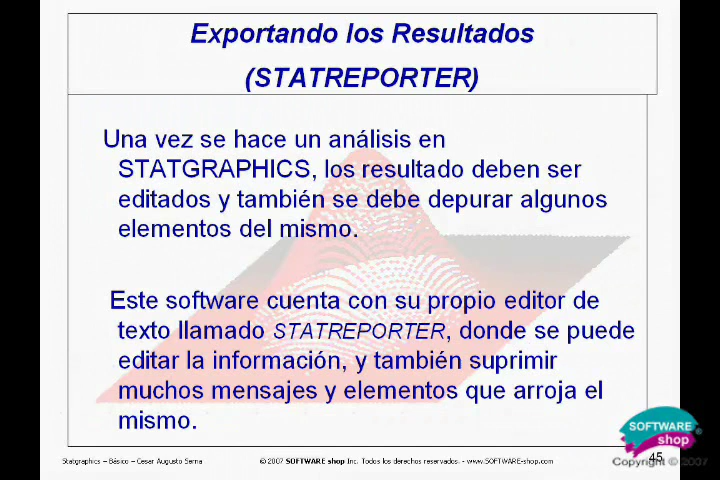 Exportando los Resultados
(STATREPORTER)
Una vez se hace un análisis en
STATGRAPHICS, los resultado deben ser
editados y también se debe depurar algunos
elementos del mismo.
Este software cuenta con su propio editor de
texto llamado STATREPORTER, donde se puede
editar la información, y también suprimir
muchos mensajes y elementos que arroja el
mismo.
SOFTWARE
shop
®
45
Copyright © 2007
Statgraphics – Básico – Cesar Augusto Serna
© 2007 SOFTWARE shop Inc. Todos los derechos reservados. - www.SOFTWARE-shop.com